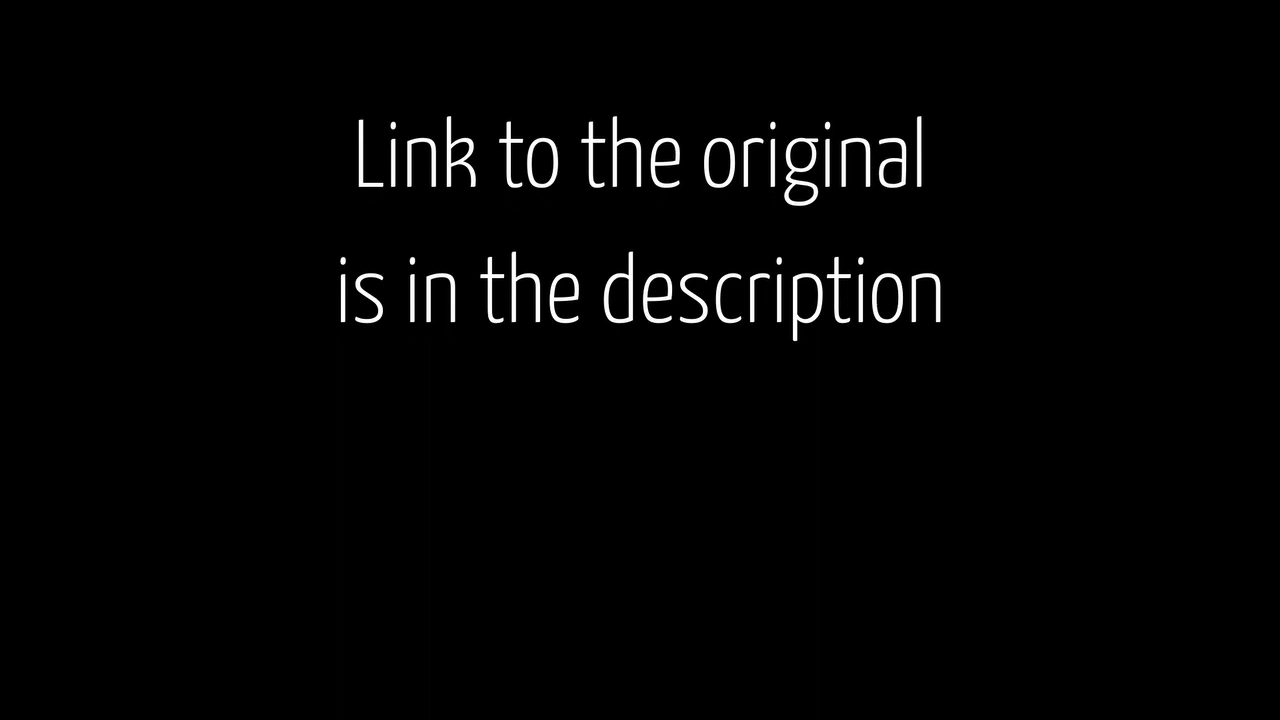 Link to the original
is in the description